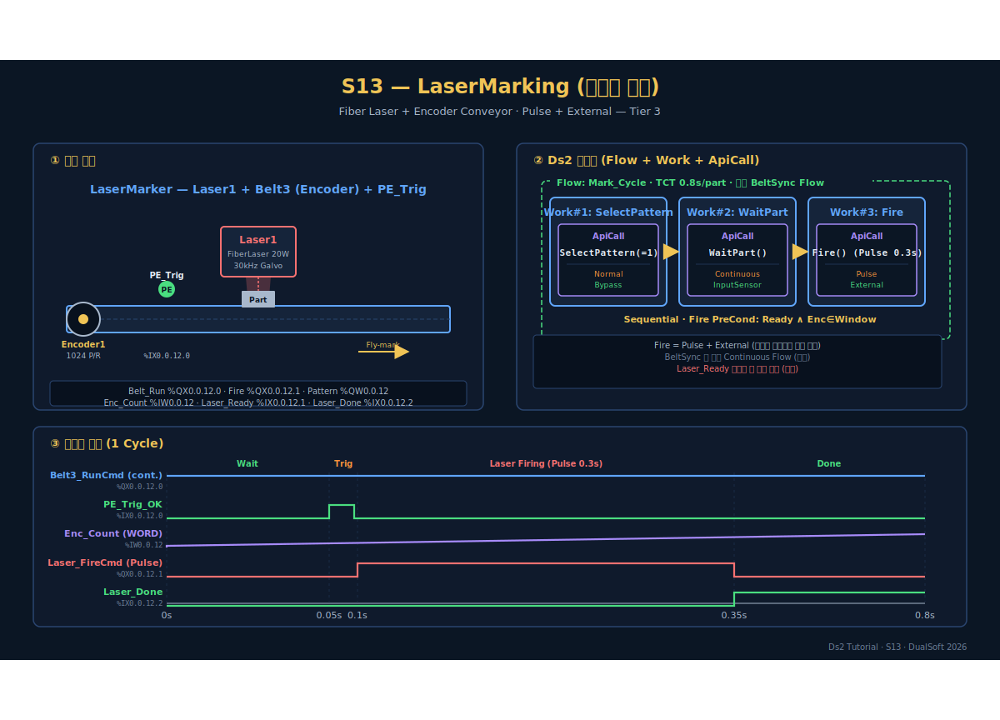 S13 — LaserMarking
Fiber Laser + Encoder Conveyor · Pulse + External — Tier 3
①
LaserMarker — Laser1 + Belt3 (Encoder) + PE_Trig
Laser1
FiberLaser 20W
30kHz Galvo
PE_Trig
PE
Part
Encoder1
1024 P/R
%IX0.0.12.0
Fly-mark
Belt_Run %QX0.0.12.0 · Fire %QX0.0.12.1 · Pattern %QW0.0.12
Enc_Count %IW0.0.12 · Laser_Ready %IX0.0.12.1 · Laser_Done %IX0.0.12.2
② Ds2 (Flow + Work + ApiCall)
Flow: Mark_Cycle · TCT 0.8s/part · BeltSync Flow
Work#1: SelectPattern
ApiCall
SelectPattern(=1)
Normal
Bypass
Work#2: WaitPart
ApiCall
WaitPart()
Continuous
InputSensor
Work#3: Fire
ApiCall
Fire() (Pulse 0.3s)
Pulse
External
Sequential · Fire PreCond: Ready ∧ Enc∈Window
Fire = Pulse + External
BeltSync Continuous Flow
Laser_Ready
③ (1 Cycle)
Wait
Trig
Laser Firing (Pulse 0.3s)
Done
Belt3_RunCmd (cont.)
%QX0.0.12.0
PE_Trig_OK
%IX0.0.12.0
Enc_Count (WORD)
%IW0.0.12
Laser_FireCmd (Pulse)
%QX0.0.12.1
Laser_Done
%IX0.0.12.2
0s
0.05s
0.1s
0.35s
0.8s
Ds2 Tutorial · S13 · DualSoft 2026